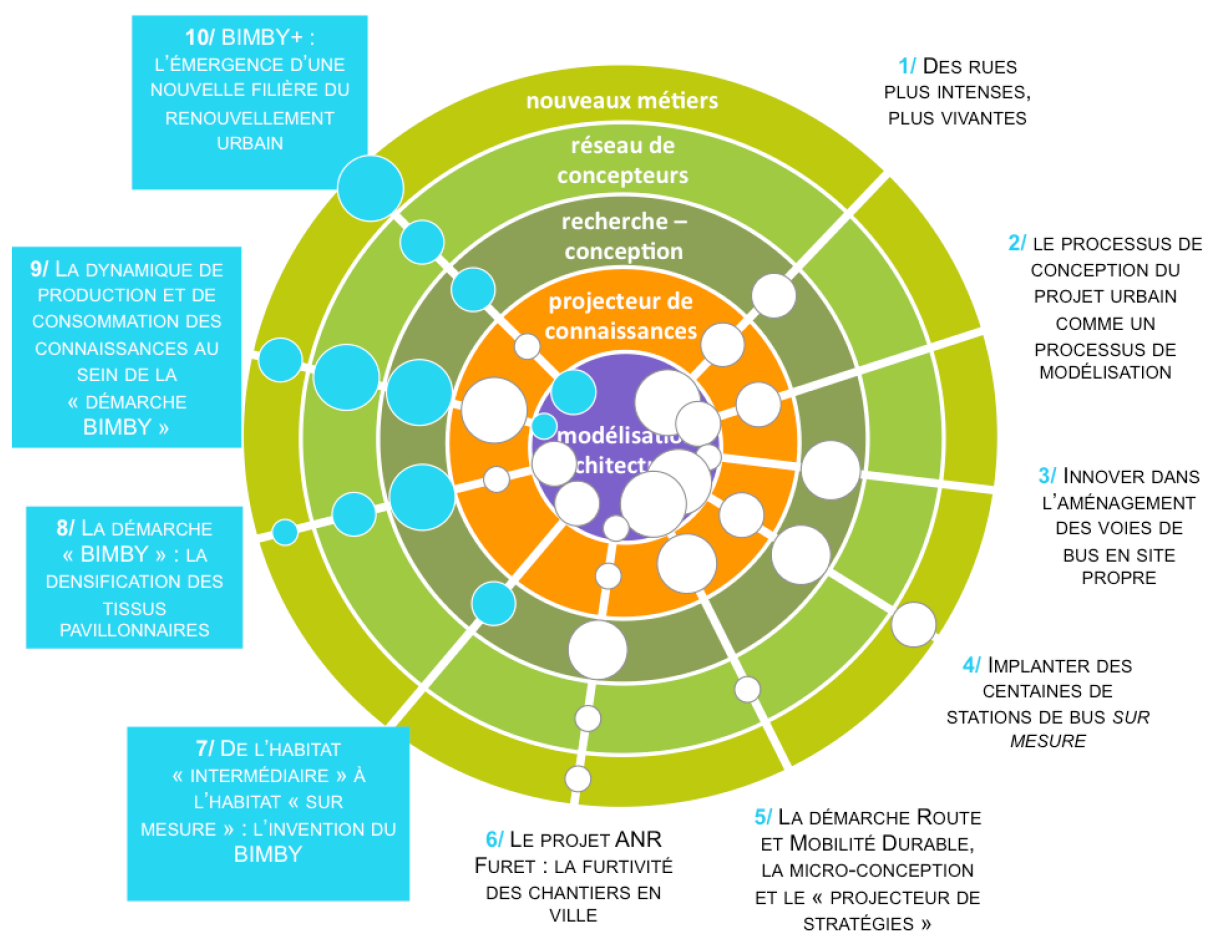 10/ BIMBY+ :
L'ÉMERGENCE D'UNE
NOUVELLE FILIÈRE DU
RENOUVELLEMENT
URBAIN
1/ DES RUES
PLUS INTENSES,
PLUS VIVANTES
nouveaux métiers
réseau de
concepteurs
recherche –
conception
projecteur de
connaissances
2/ LE PROCESSUS DE
CONCEPTION DU
PROJET URBAIN
COMME UN
PROCESSUS DE
MODÉLISATION
9/ LA DYNAMIQUE DE
PRODUCTION ET DE
CONSOMMATION DES
CONNAISSANCES AU
SEIN DE LA
« DÉMARCHE
BIMBY »
3/ INNOVER DANS
L'AMÉNAGEMENT
DES VOIES DE
BUS EN SITE
PROPRE
8/ LA DÉMARCHE
« BIMBY » : LA
DENSIFICATION DES
TISSUS
PAVILLONNAIRES
4/ IMPLANTER DES
CENTAINES DE
STATIONS DE BUS SUR
MESURE
7/ DE L'HABITAT
« INTERMÉDIAIRE » À
L'HABITAT « SUR
MESURE » : L'INVENTION DU
BIMBY
6/ LE PROJET ANR
FURET : LA FURTIVITÉ
DES CHANTIERS EN
VILLE
5/ LA DÉMARCHE ROUTE
ET MOBILITÉ DURABLE,
LA MICRO-CONCEPTION
ET LE « PROJECTEUR DE
STRATÉGIES »